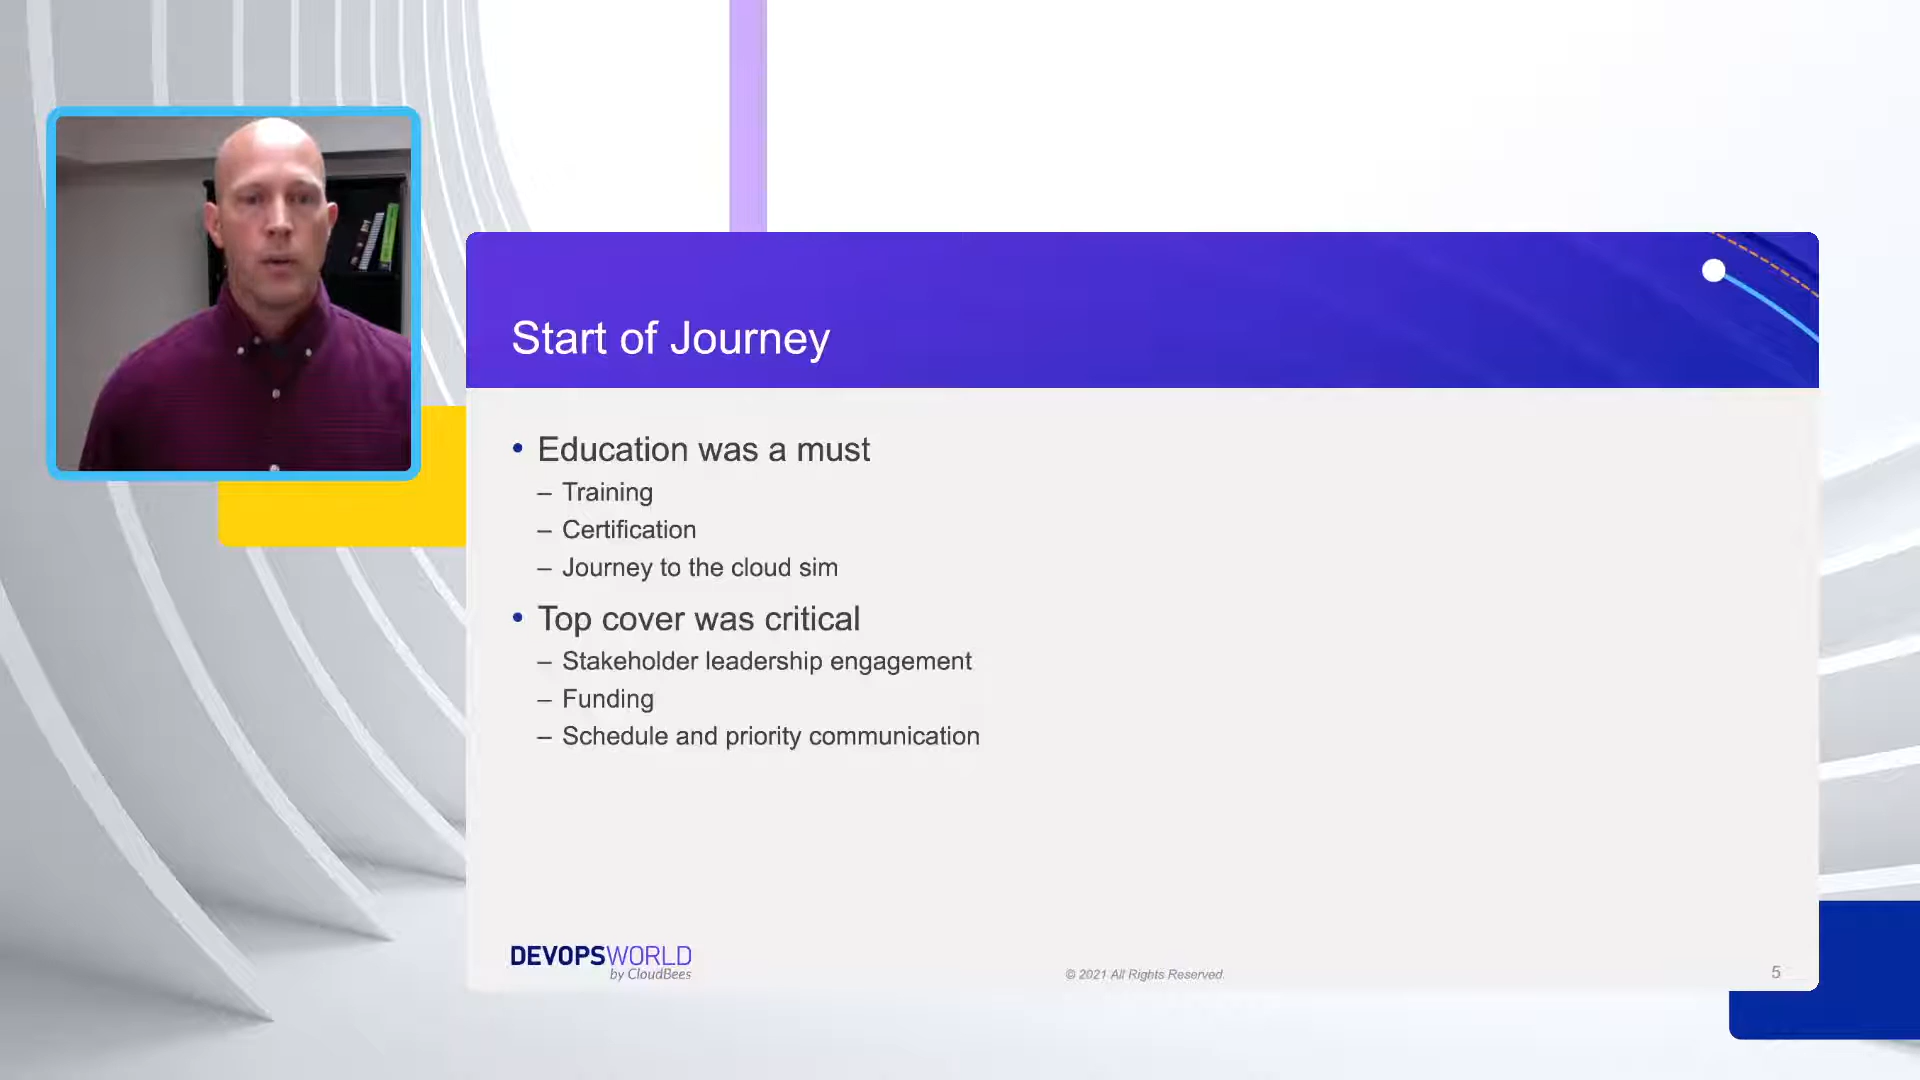 Start of Journey
• Education was a must
– Training
– Certification
– Journey to the cloud sim
• Top cover was critical
– Stakeholder leadership engagement
– Funding
– Schedule and priority communication
DEVOPSWORLD
by CloudBees
© 2021 All Rights Reserved.
5